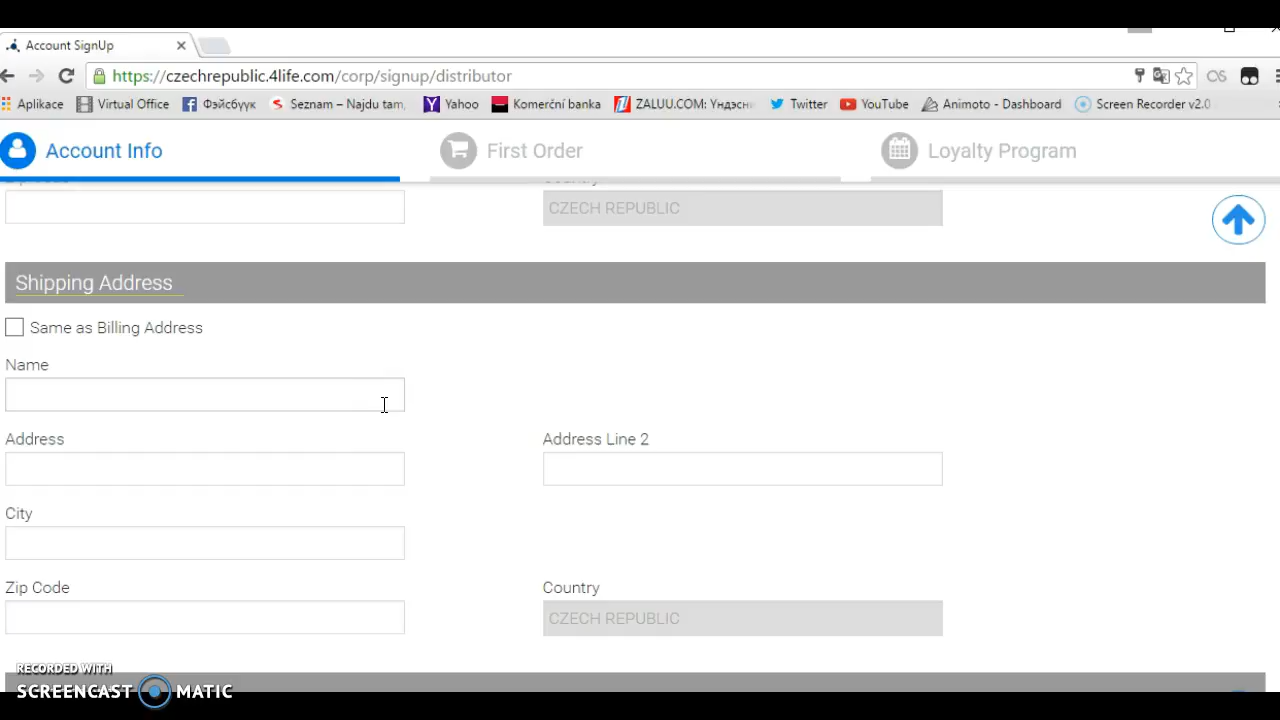 Account SignUp
https://czechrepublic.4life.com/corp/signup/distributor
Aplikace Virtual Office Фэйсбүүк Seznam – Najdu tam, Yahoo Komerční banka ZALUU.COM: Үндэсн Twitter YouTube Animoto - Dashboard Screen Recorder v2.0
Account Info First Order Loyalty Program
CZECH REPUBLIC
Shipping Address
Same as Billing Address
Name
Address Address Line 2
City
Zip Code Country
CZECH REPUBLIC
RECORDED WITH
SCREENCAST MATIC